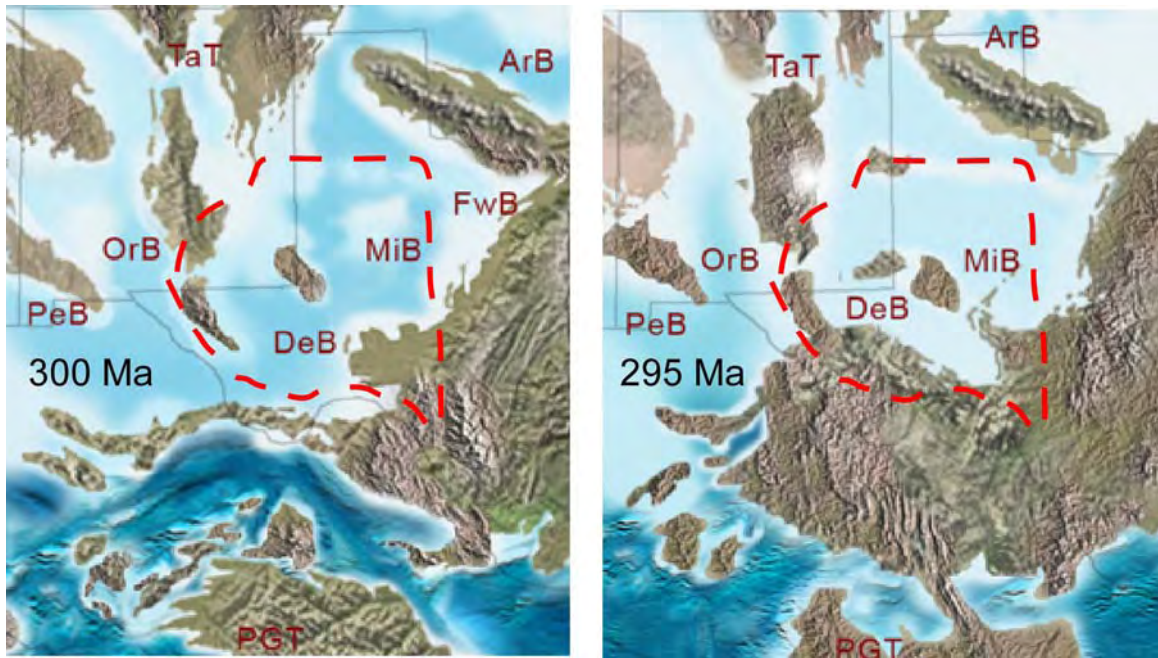 TaT
ArB
FwB
OrB
MiB
PeB
DeB
300 Ma
PGT
ArB
TaT
OrB
MiB
DeB
PeB
295 Ma
PGT